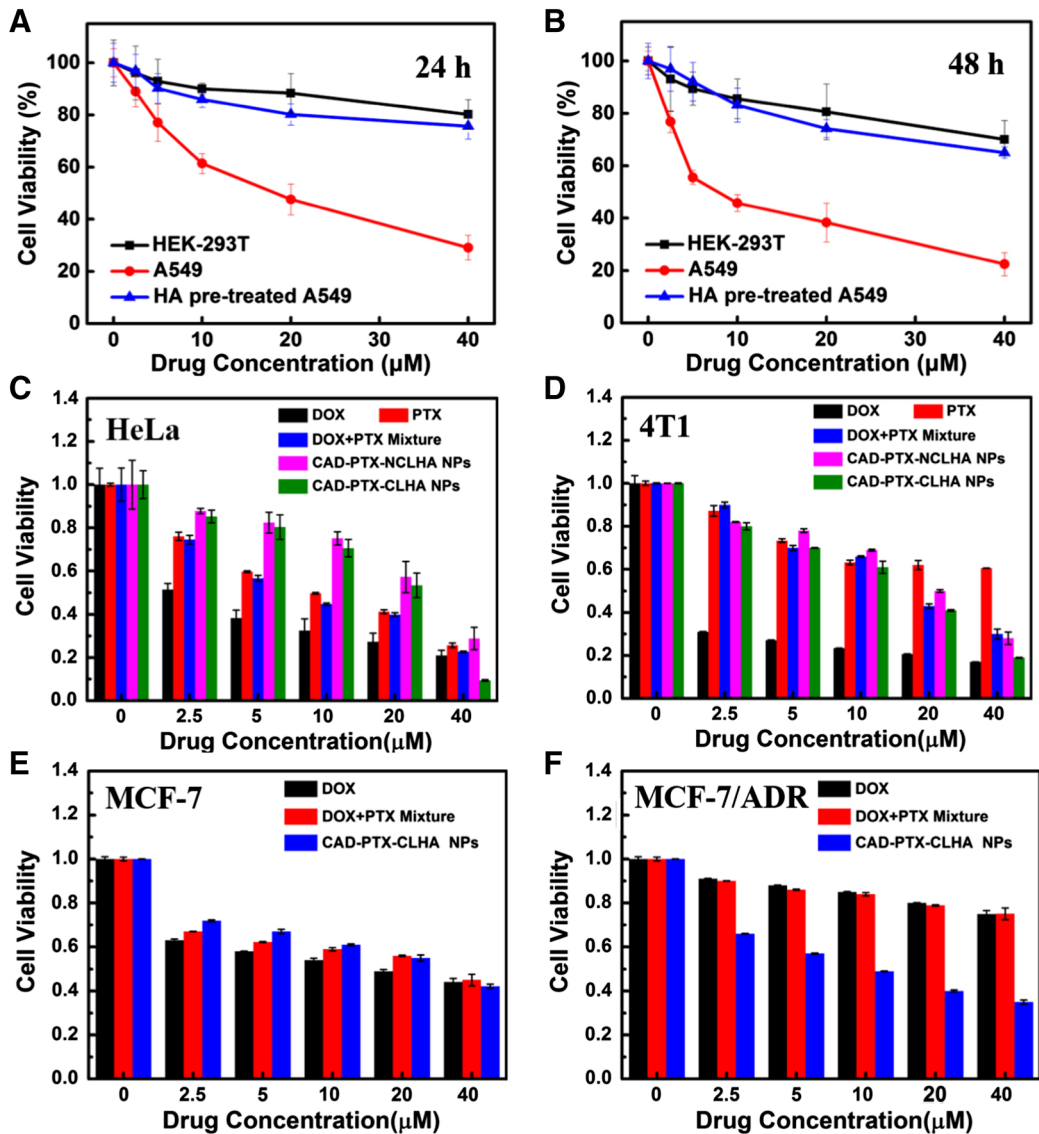 A
24 h
Cell Viability (%)
100
80
60
40
20
0
HEK-293T
A549
HA pre-treated A549
0 10 20 30 40
Drug Concentration (μM)
B
48 h
Cell Viability (%)
100
80
60
40
20
0
HEK-293T
A549
HA pre-treated A549
0 10 20 30 40
Drug Concentration (μM)
C
HeLa
Cell Viability
1.4
1.2
1.0
0.8
0.6
0.4
0.2
0.0
DOX PTX
DOX+PTX Mixture
CAD-PTX-NCLHA NPs
CAD-PTX-CLHA NPs
0 2.5 5 10 20 40
Drug Concentration(μM)
D
4T1
Cell Viability
1.4
1.2
1.0
0.8
0.6
0.4
0.2
0.0
DOX PTX
DOX+PTX Mixture
CAD-PTX-NCLHA NPs
CAD-PTX-CLHA NPs
0 2.5 5 10 20 40
Drug Concentration(μM)
E
MCF-7
Cell Viability
1.4
1.2
1.0
0.8
0.6
0.4
0.2
0.0
DOX
DOX+PTX Mixture
CAD-PTX-CLHA NPs
0 2.5 5 10 20 40
Drug Concentration(μM)
F
MCF-7/ADR
Cell Viability
1.4
1.2
1.0
0.8
0.6
0.4
0.2
0.0
DOX
DOX+PTX Mixture
CAD-PTX-CLHA NPs
0 2.5 5 10 20 40
Drug Concentration(μM)